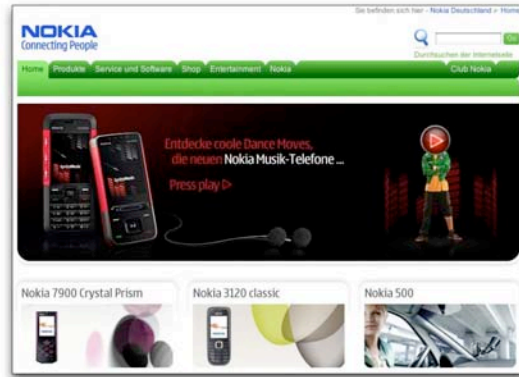 Sie befinden sich hier - Nokia Deutschland > Home
NOKIA
Connecting People
Go
Durchsuchen der Internetseite
Home Produkte Service und Software Shop Entertainment Nokia Club Nokia
Entdecke coole Dance Moves,
die neuen Nokia Musik-Telefone ...
Press play
Nokia 7900 Crystal Prism
Nokia 3120 classic
Nokia 500